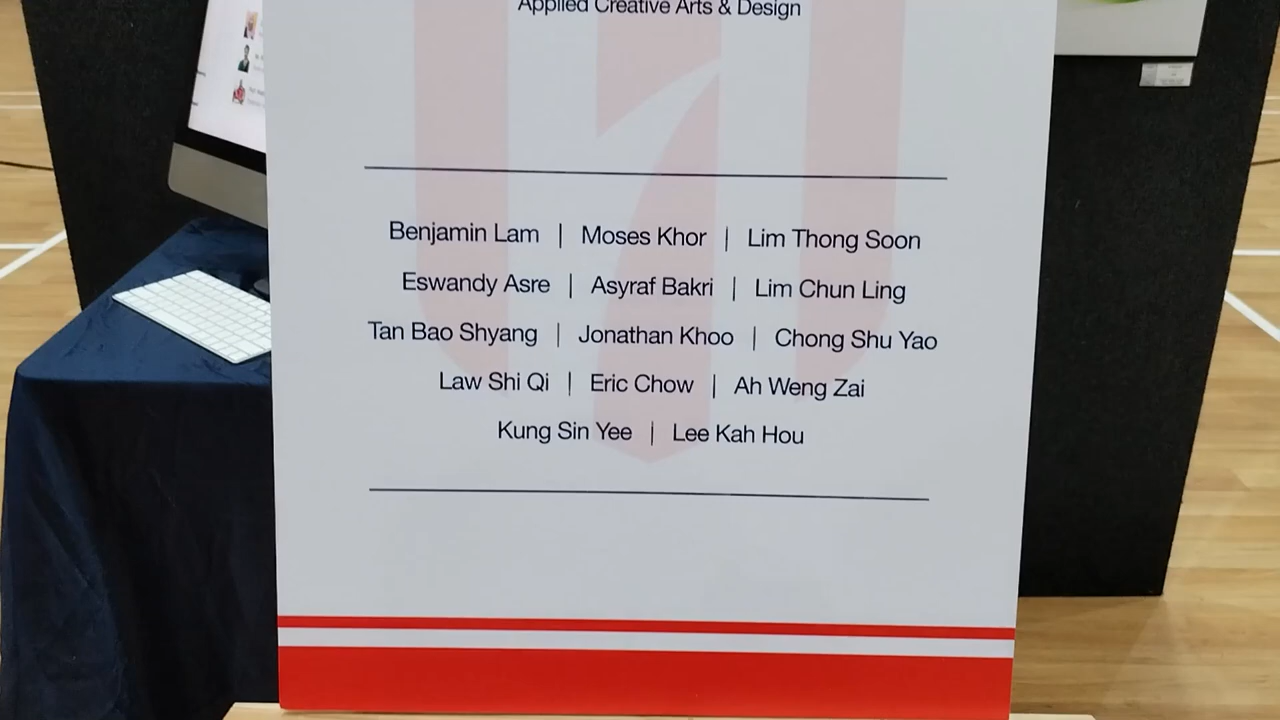 Applied Creative Arts & Design
Benjamin Lam | Moses Khor | Lim Thong Soon
Eswandy Asre | Asyraf Bakri | Lim Chun Ling
Tan Bao Shyang | Jonathan Khoo | Chong Shu Yao
Law Shi Qi | Eric Chow | Ah Weng Zai
Kung Sin Yee | Lee Kah Hou